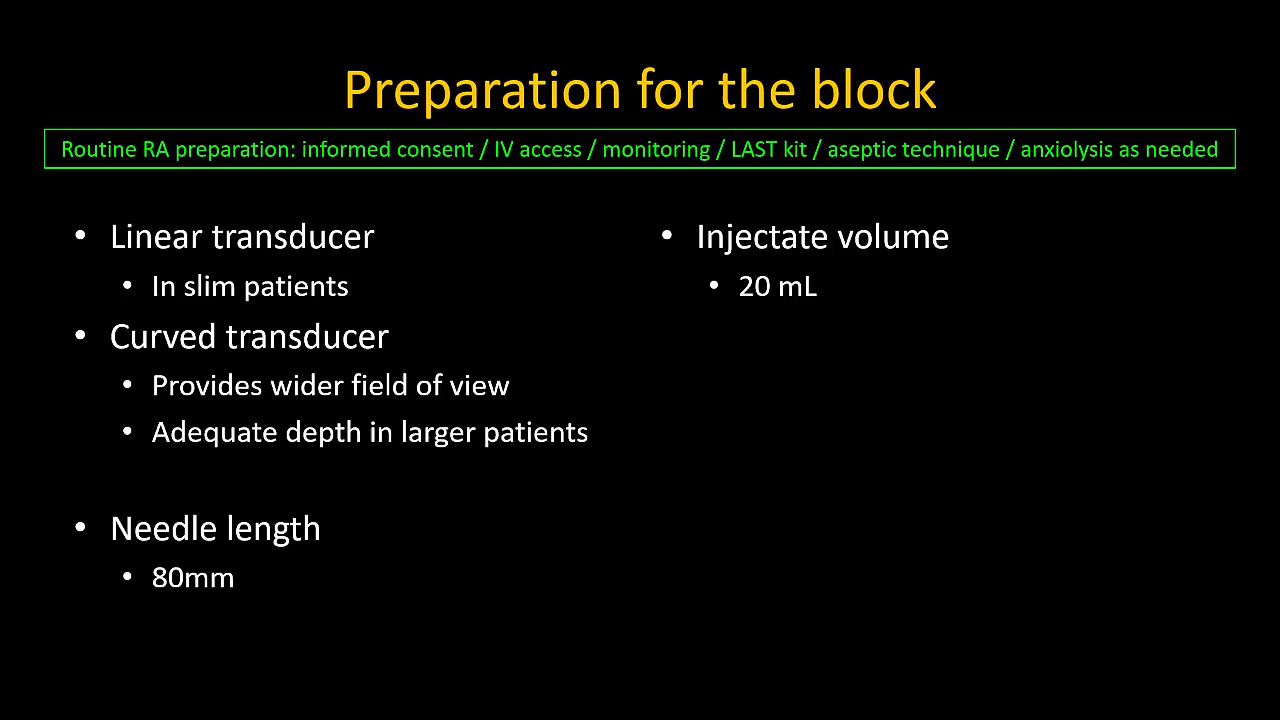 Preparation for the block
Routine RA preparation: informed consent / IV access / monitoring / LAST kit / aseptic technique / anxiolysis as needed
• Linear transducer
• In slim patients
• Curved transducer
• Provides wider field of view
• Adequate depth in larger patients
• Needle length
• 80mm
• Injectate volume
• 20 mL